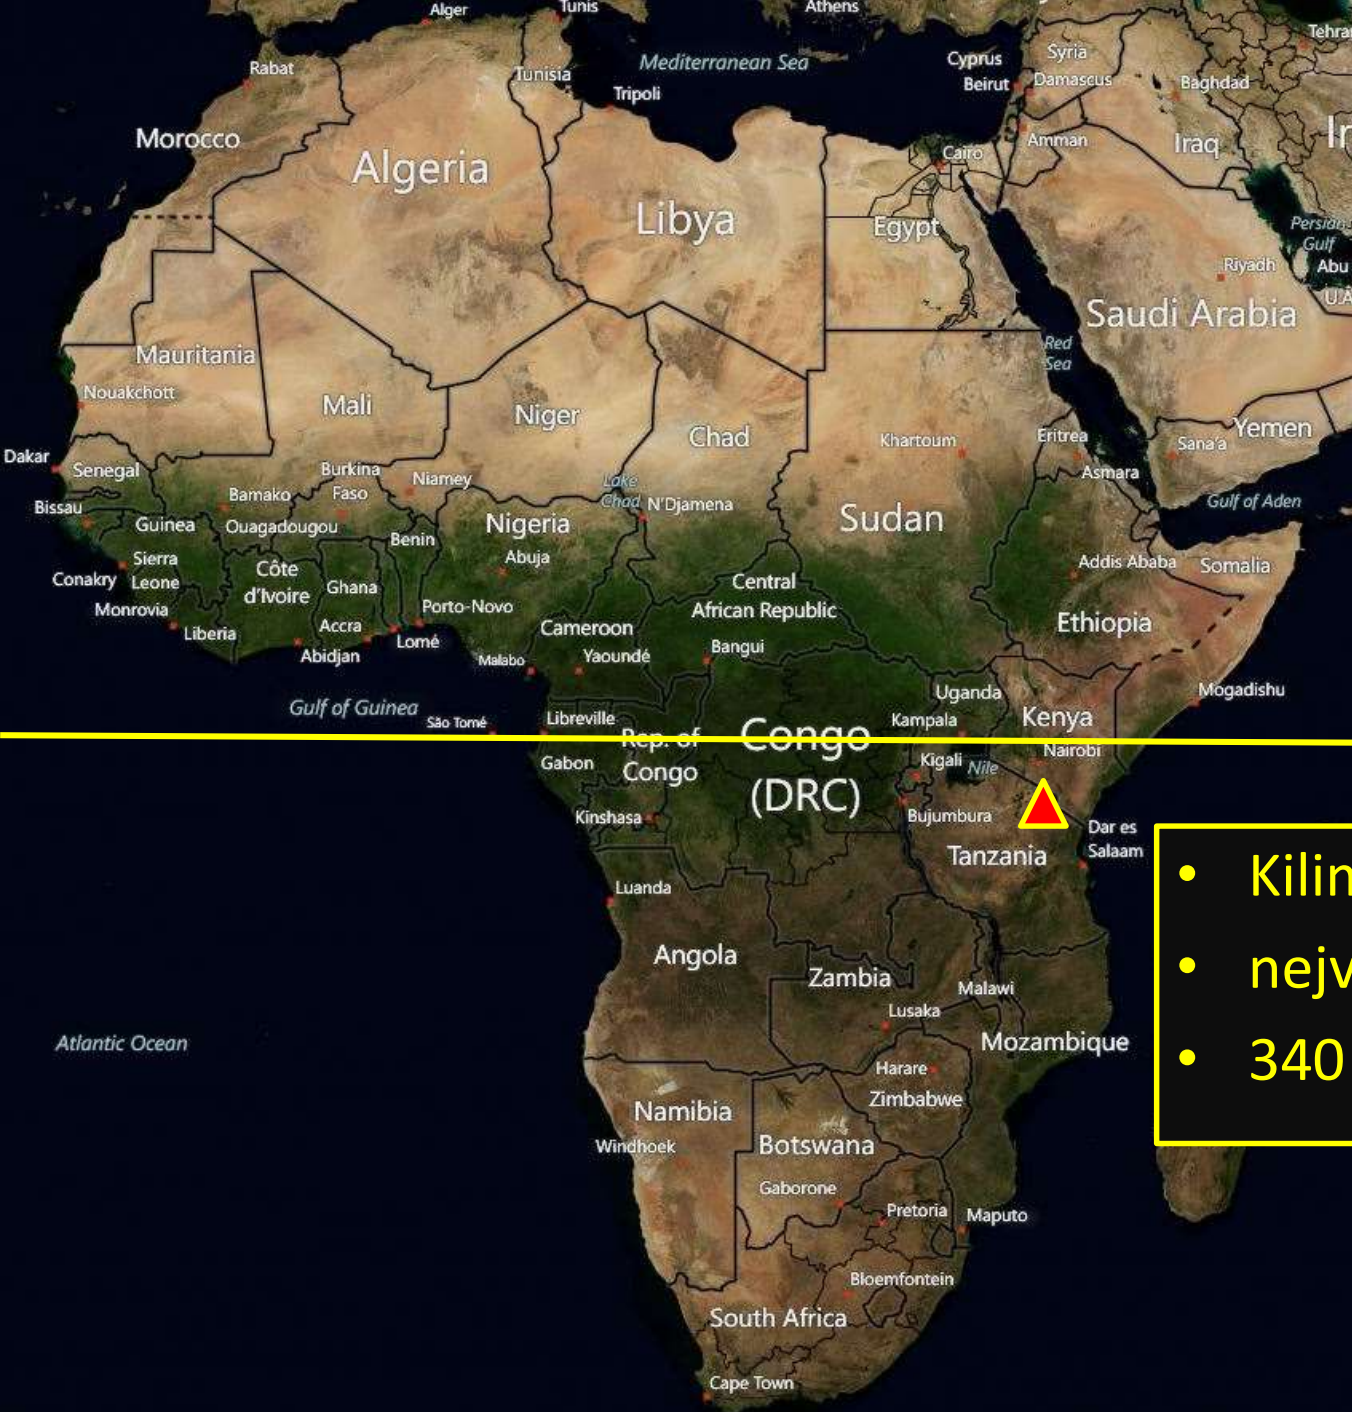 Alger
Tunis
Athens
Rabat
Tunisia
Mediterranean Sea
Cyprus
Syria
Beirut
Damascus
Baghdad
Tripoli
Morocco
Algeria
Libya
Cairo
Amman
Iraq
Egypt
Persian
Gulf
Riyadh
Abu
Saudi Arabia
Red
Sea
Mauritania
Nouakchott
Mali
Niger
Chad
Khartoum
Eritrea
Sana'a
Yemen
Asmara
Dakar
Senegal
Burkina
Faso
Niamey
Lake
Chad
N'Djamena
Gulf of Aden
Bissau
Bamako
Guinea
Ouagadougou
Benin
Nigeria
Abuja
Sudan
Sierra
Leone
Conakry
Côte
d'Ivoire
Ghana
Central
African Republic
Addis Ababa
Somalia
Monrovia
Liberia
Accra
Porto-Novo
Lomé
Abidjan
Cameroon
Yaoundé
Malabo
Bangui
Ethiopia
Gulf of Guinea
São Tomé
Libreville
Uganda
Kampala
Kenya
Mogadishu
Rep. of
Congo
Congo
(DRC)
Gabon
Nairobi
Kigali
Nile
Kinshasa
Bujumbura
Tanzania
Dar es
Salaam
Luanda
Angola
Zambia
Malawi
Lusaka
Mozambique
Atlantic Ocean
Harare
Zimbabwe
Namibia
Windhoek
Botswana
Gaborone
Pretoria
Maputo
Bloemfontein
South Africa
Cape Town
• Kilim
• nejv
• 340